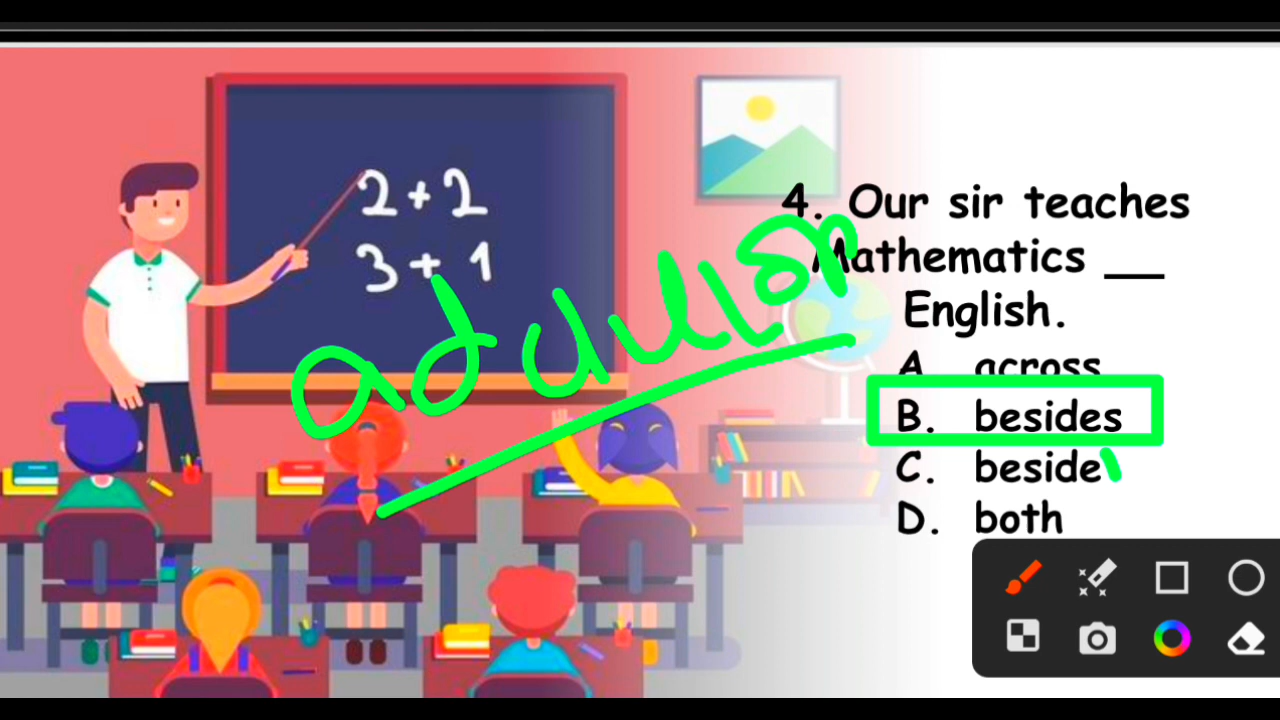 2 + 2
3 + 1
4. Our sir teaches
Mathematics __
English.
A. across
B. besides
C. beside
D. both